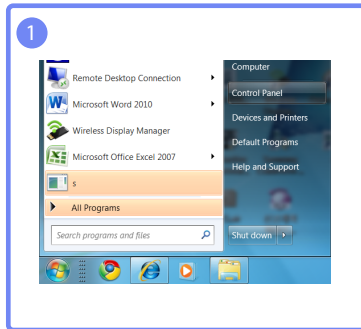 1
Remote Desktop Connection
Microsoft Word 2010
Wireless Display Manager
Microsoft Office Excel 2007
s
All Programs
Search programs and files
Computer
Control Panel
Devices and Printers
Default Programs
Help and Support
Shut down